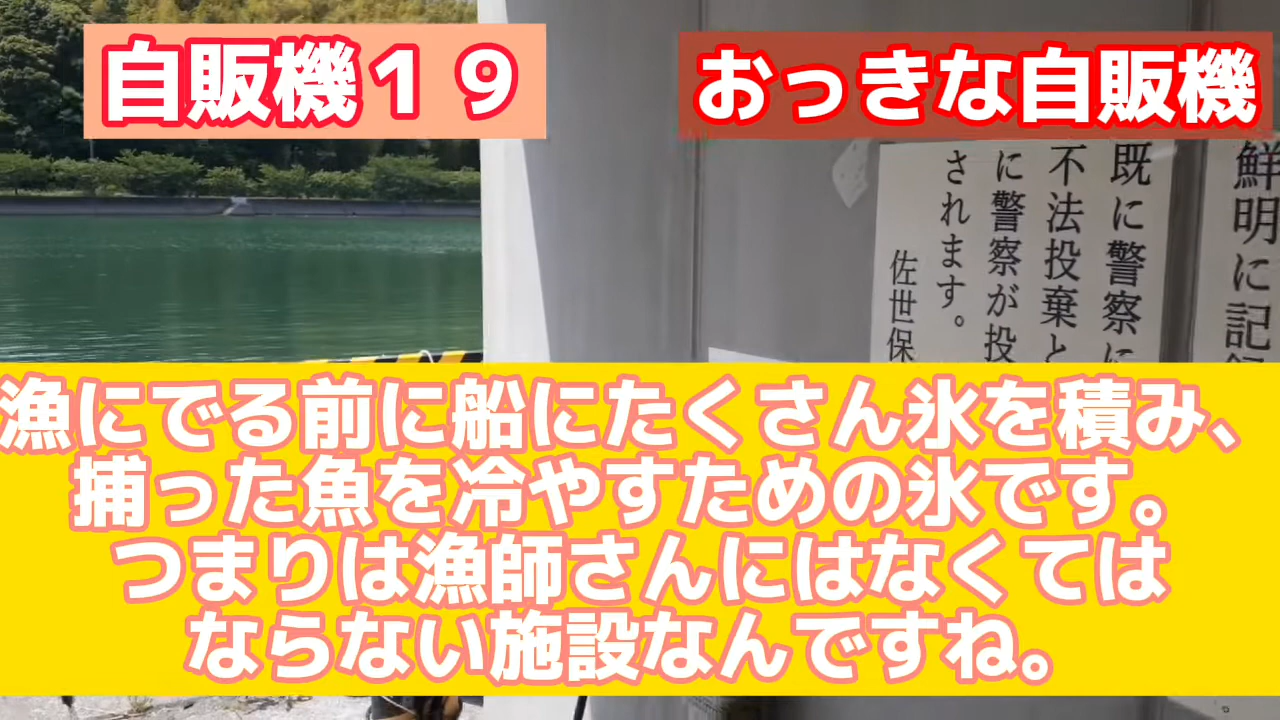 自販機１９
おっきな自販機
鮮明に記録
既に警察に
不法投棄と
に警察が投
されます。
佐世保
漁にでる前に船にたくさん氷を積み、
捕った魚を冷やすための氷です。
つまりは漁師さんにはなくては
ならない施設なんですね。